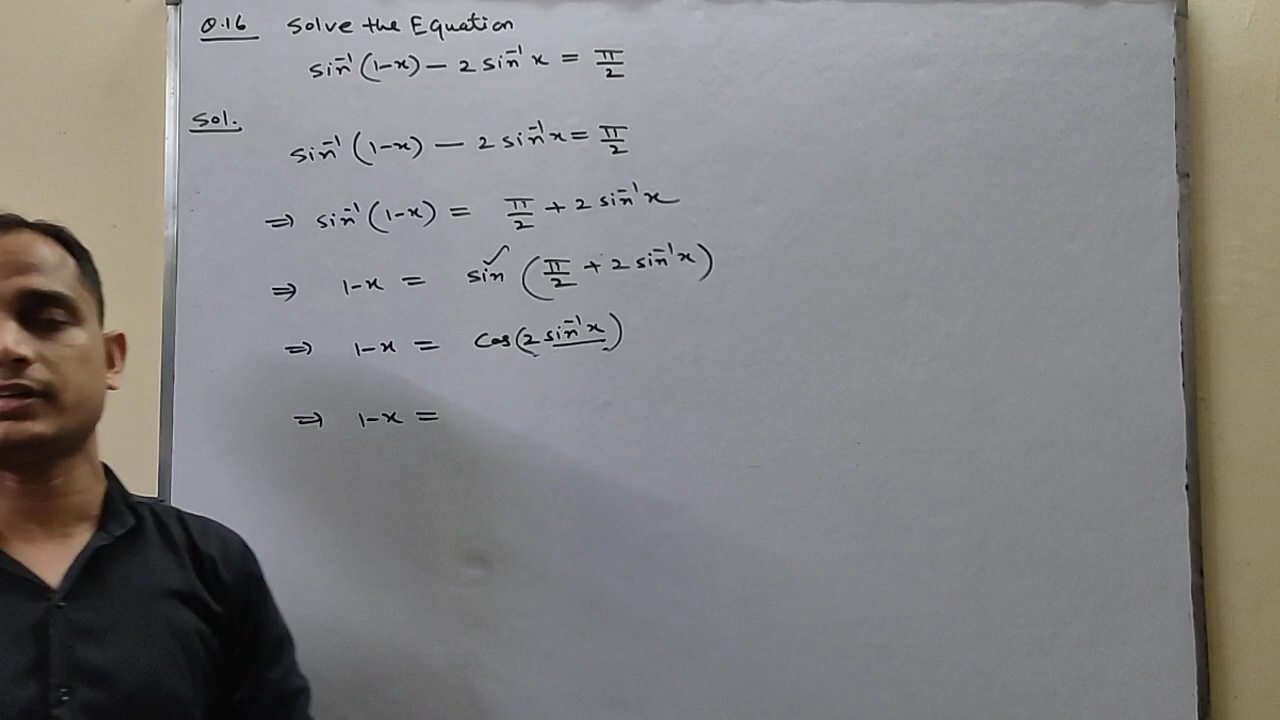 Q.16 Solve the Equation
sin⁻¹(1-x) - 2 sin⁻¹x = π/2
Sol.
sin⁻¹(1-x) - 2 sin⁻¹x = π/2
⇒ sin⁻¹(1-x) = π/2 + 2 sin⁻¹x
⇒ 1-x = sin (π/2 + 2 sin⁻¹x)
⇒ 1-x = Cos(2 sin⁻¹x)
⇒ 1-x =